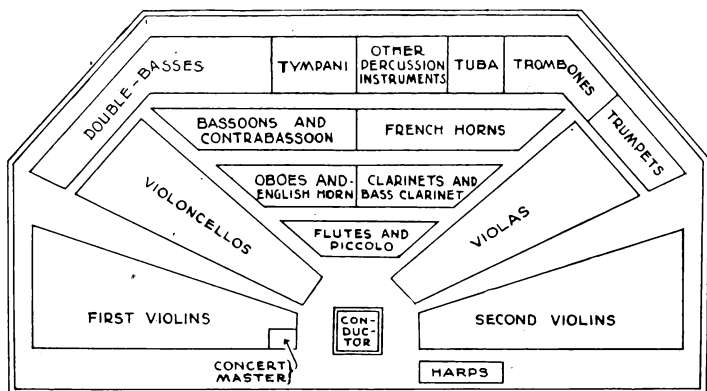 DOUBLE-BASSES
TYMPANI
OTHER
PERCUSSION
INSTRUMENTS
TUBA
TROMBONES
TRUMPETS
BASSOONS AND
CONTRABASSOON
FRENCH HORNS
VIOLONCELLOS
OBOES AND-
ENGLISH HORN
CLARINETS AND
BASS CLARINET
VIOLAS
FLUTES AND
PICCOLO
FIRST VIOLINS
CON-
DUC-
TOR
SECOND VIOLINS
CONCERT
MASTER
HARPS